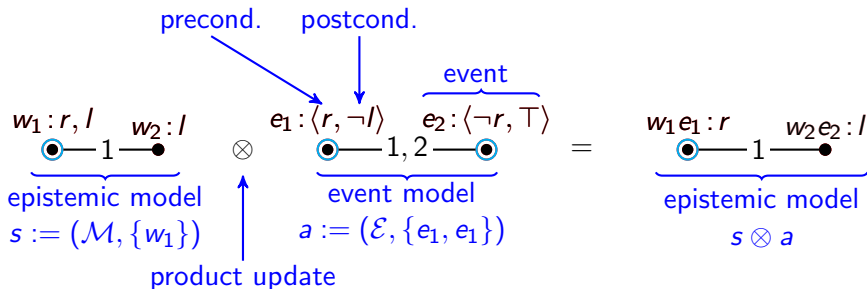 precond. postcond.
event
w₁ : r, l w₂ : l e₁ : ⟨r, ¬l⟩ e₂ : ⟨¬r, ⊤⟩ w₁e₁ : r w₂e₂ : l
1 ⊗ 1, 2 = 1
epistemic model event model epistemic model
s := (ℳ, {w₁}) a := (ℰ, {e₁, e₁}) s ⊗ a
product update